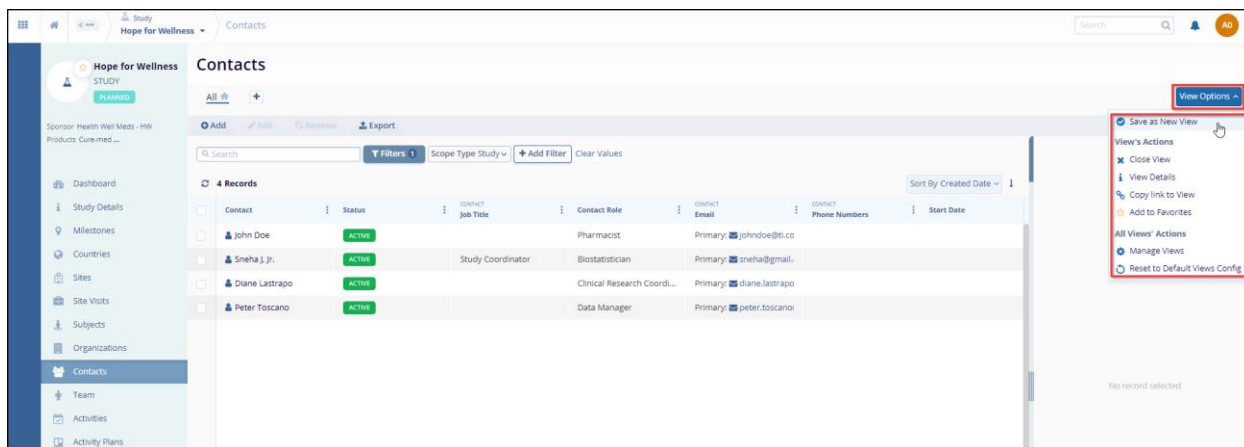 Study
Hope for Wellness
Contacts
Search
AO
Hope for Wellness
STUDY
PLANNED
Sponsor Health Well Meds - HW
Products Cure-med ...
Dashboard
Study Details
Milestones
Countries
Sites
Site Visits
Subjects
Organizations
Contacts
Team
Activities
Activity Plans
Contacts
All
View Options
Add Edit Remove Export
Search
Filters 1 Scope Type Study + Add Filter Clear Values
4 Records
Sort By Created Date
Contact Status CONTACT Job Title Contact Role CONTACT Email CONTACT Phone Numbers Start Date
John Doe ACTIVE Pharmacist Primary: johndoe@ti.co
Sneha J. Jr. ACTIVE Study Coordinator Biostatistician Primary: sneha@gmail.
Diane Lastrapo ACTIVE Clinical Research Coordi... Primary: diane.lastrapo
Peter Toscano ACTIVE Data Manager Primary: peter.toscano
Save as New View
View's Actions
Close View
View Details
Copy link to View
Add to Favorites
All Views' Actions
Manage Views
Reset to Default Views Config
No record selected